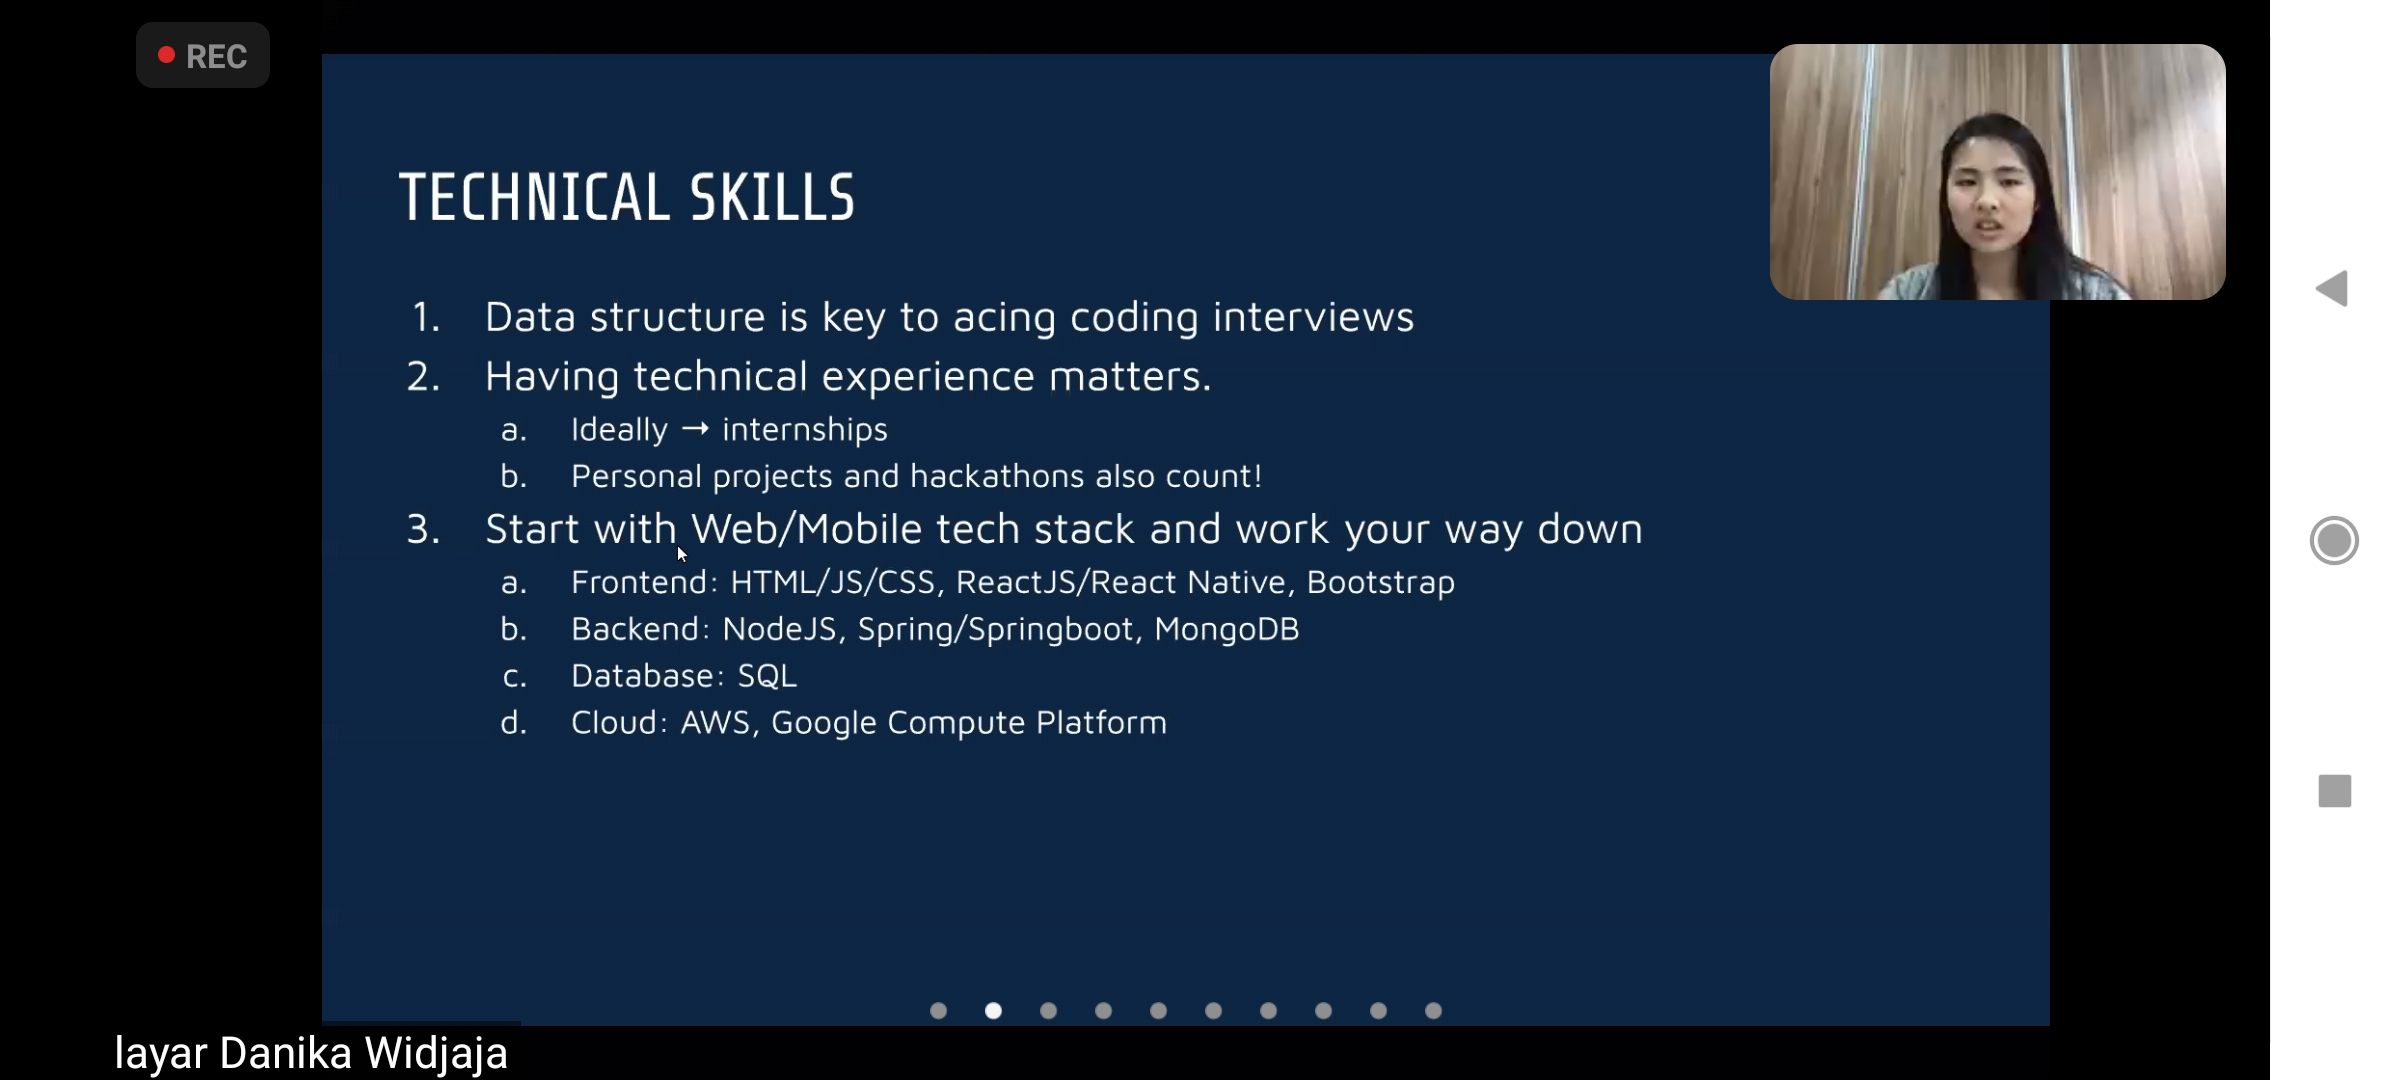 REC
TECHNICAL SKILLS
1. Data structure is key to acing coding interviews
2. Having technical experience matters.
a. Ideally → internships
b. Personal projects and hackathons also count!
3. Start with Web/Mobile tech stack and work your way down
a. Frontend: HTML/JS/CSS, ReactJS/React Native, Bootstrap
b. Backend: NodeJS, Spring/Springboot, MongoDB
c. Database: SQL
d. Cloud: AWS, Google Compute Platform
layar Danika Widjaja